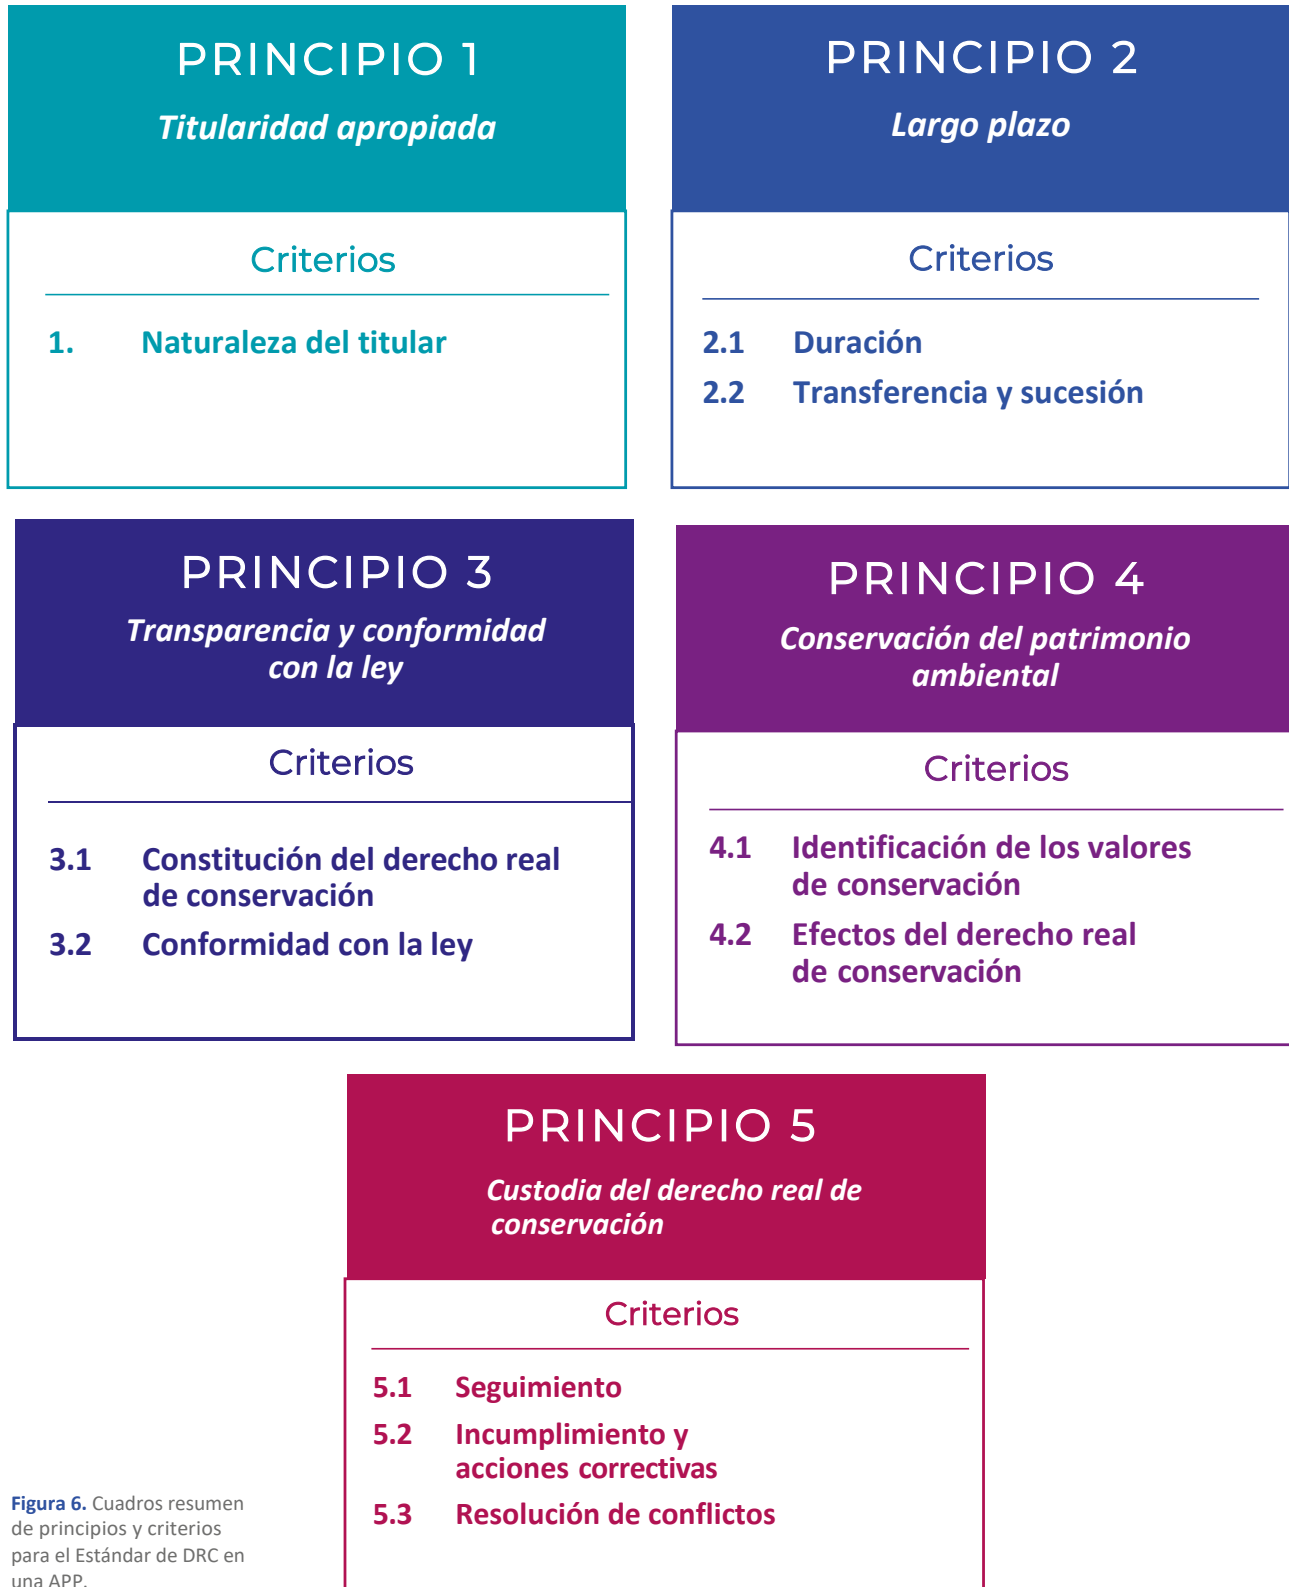 PRINCIPIO 1
Titularidad apropiada
Criterios
1. Naturaleza del titular
PRINCIPIO 2
Largo plazo
Criterios
2.1 Duración
2.2 Transferencia y sucesión
PRINCIPIO 3
Transparencia y conformidad
con la ley
Criterios
3.1 Constitución del derecho real
de conservación
3.2 Conformidad con la ley
PRINCIPIO 4
Conservación del patrimonio
ambiental
Criterios
4.1 Identificación de los valores
de conservación
4.2 Efectos del derecho real
de conservación
PRINCIPIO 5
Custodia del derecho real de
conservación
Criterios
5.1 Seguimiento
5.2 Incumplimiento y
acciones correctivas
5.3 Resolución de conflictos
Figura 6. Cuadros resumen
de principios y criterios
para el Estándar de DRC en
una APP.